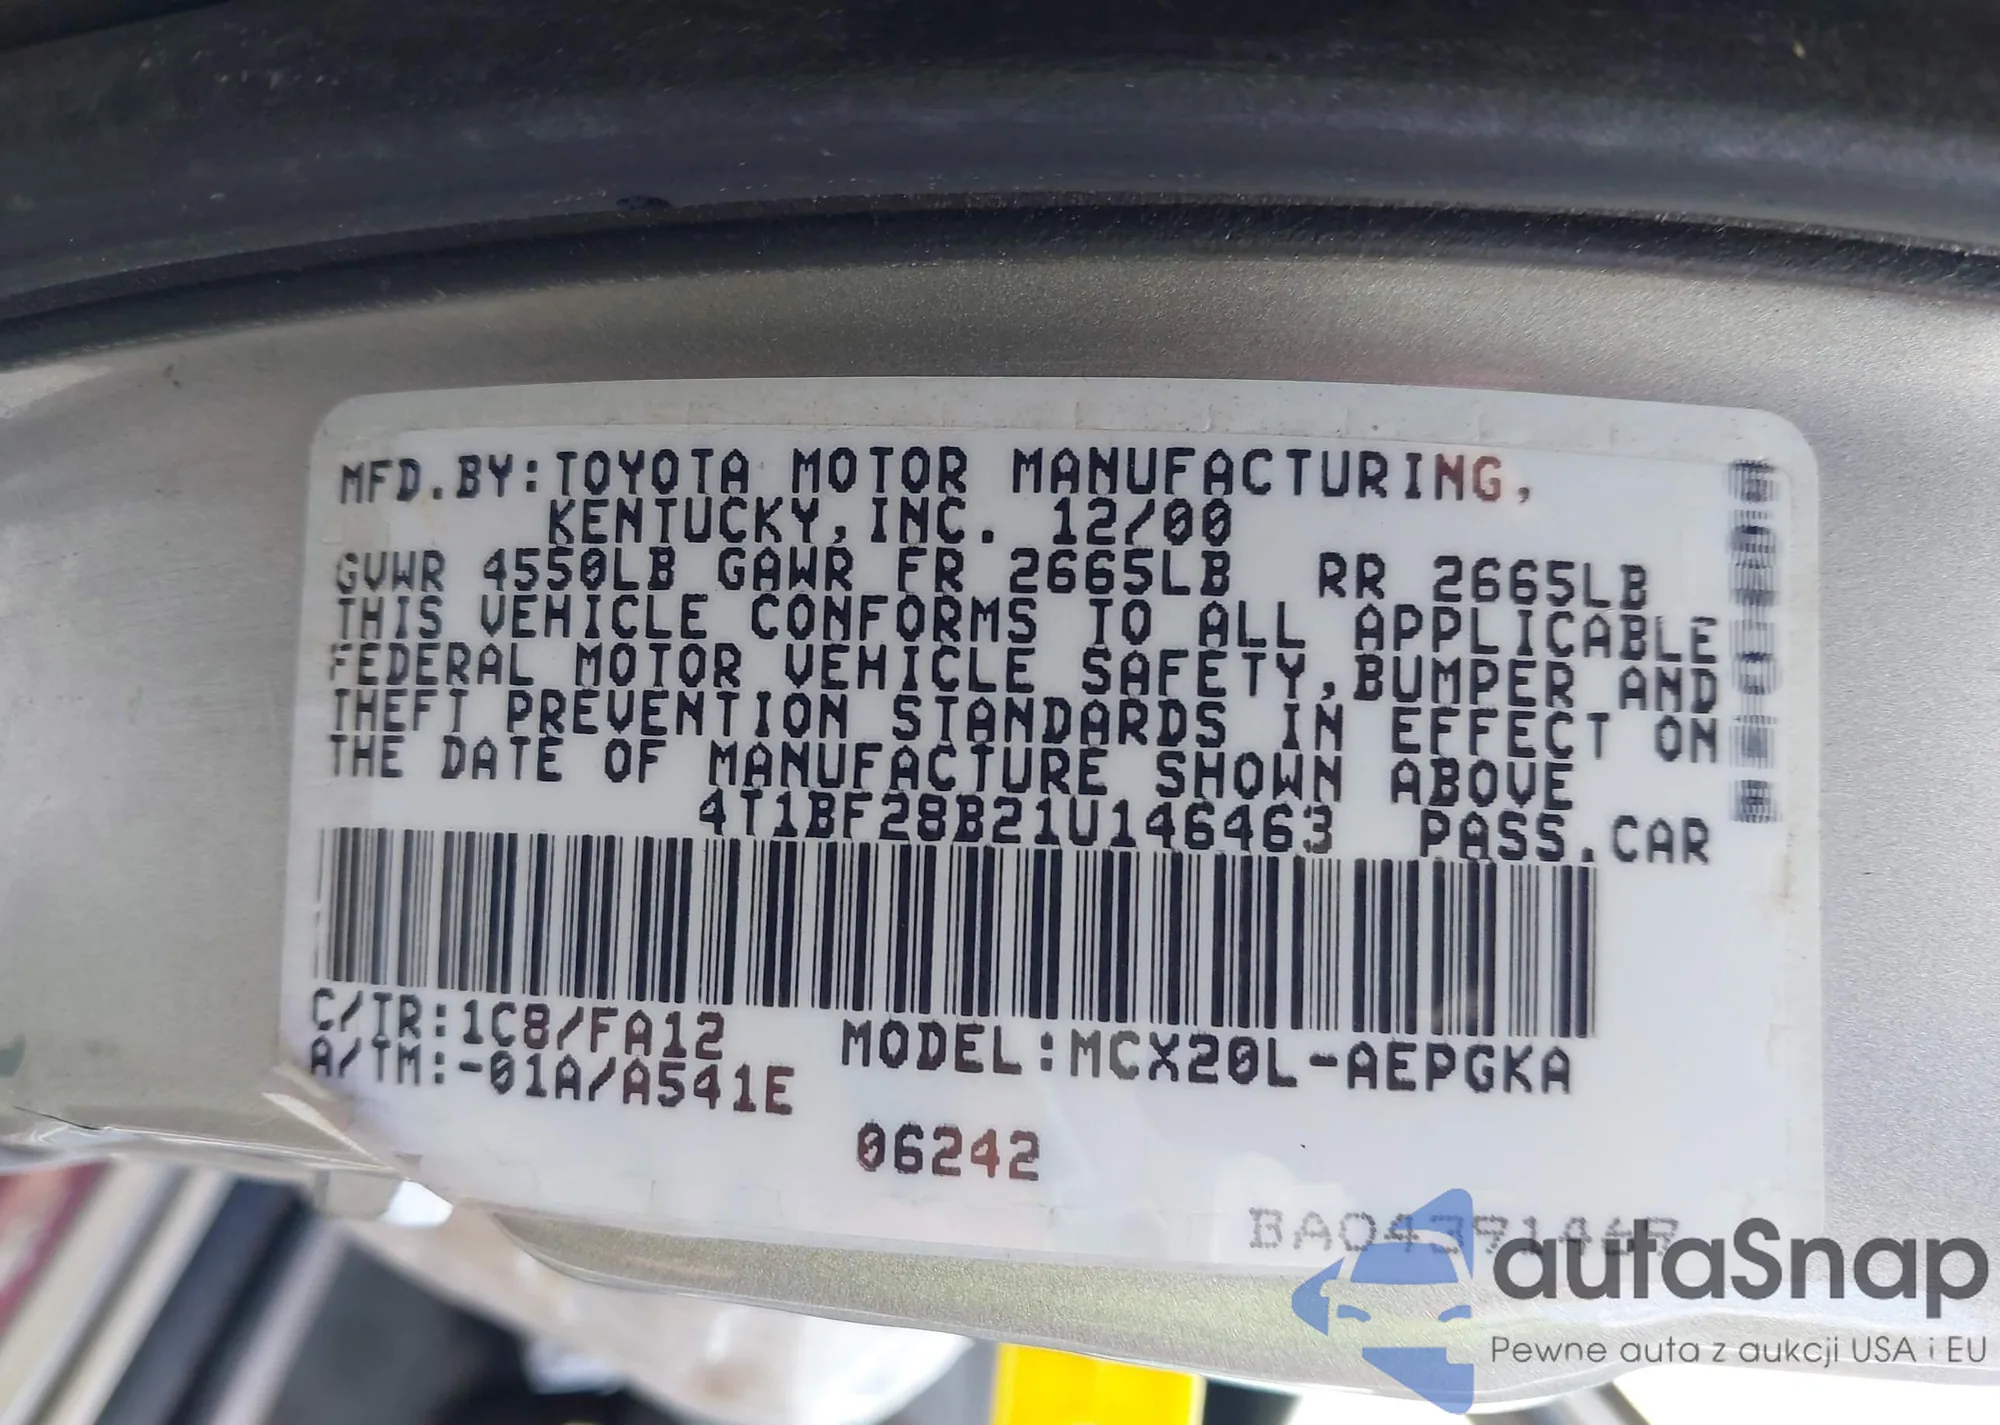 MFD.BY:TOYOTA MOTOR MANUFACTURING,
KENTUCKY,INC. 12/00
GVWR 4550LB GAWR FR 2665LB RR 2665LB
THIS VEHICLE CONFORMS TO ALL APPLICABLE
FEDERAL MOTOR VEHICLE SAFETY,BUMPER AND
THEFT PREVENTION STANDARDS IN EFFECT ON
THE DATE OF MANUFACTURE SHOWN ABOVE
4T1BF28B21U146463 PASS.CAR
C/TR:1C8/FA12 MODEL:MCX20L-AEPGKA
A/TM:-01A/A541E
06242
autaSnap
Pewne auta z aukcji USA i EU